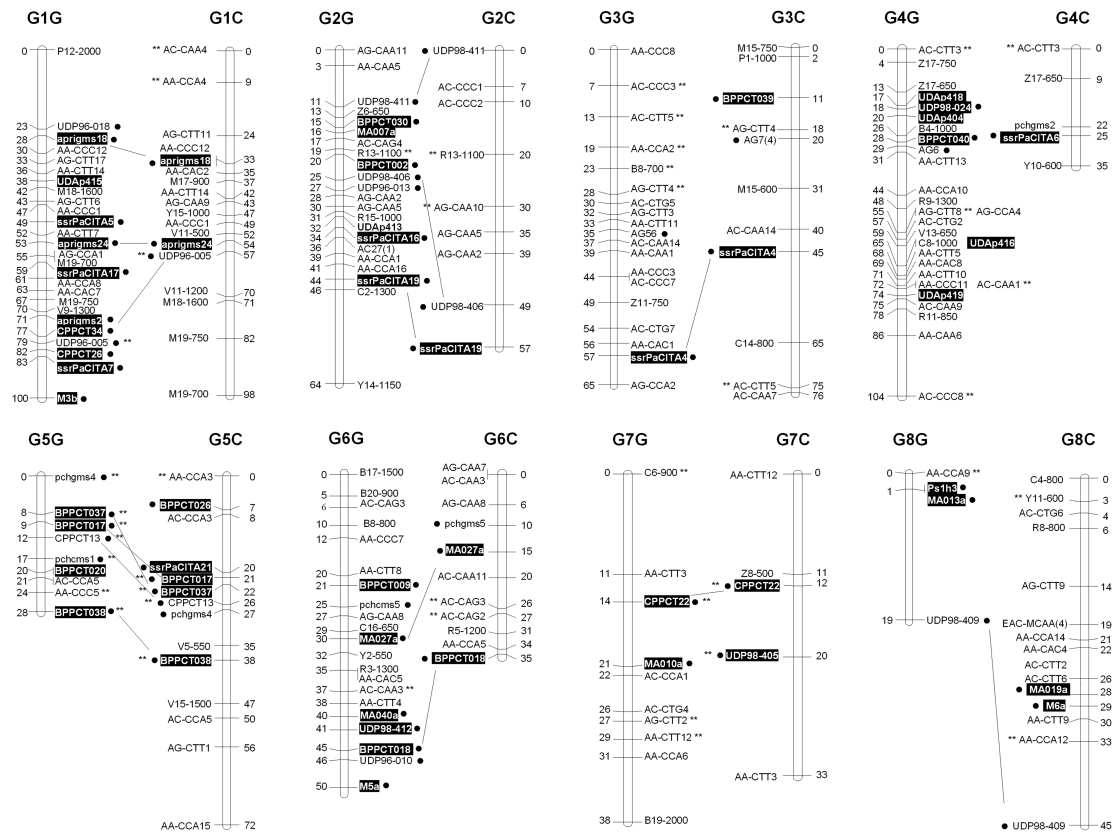 G1G G1C
0 P12-2000
23 UDP96-018 ●
28 aprigms18 ●
30 AA-CCC12
33 AG-CTT17
36 AA-CTT14
38 UDAp415
42 M18-1600
43 AG-CTT6
47 AA-CCC1
49 ssrPaCITA5 ●
52 AA-CTT7
53 aprigms24 ●
55 AG-CCA1
M19-700
59 ssrPaCITA17 ●
61 AA-CCA8
63 AA-CAC7
67 M19-750
70 V9-1300
71 aprigms2 ●
77 CPPCT34 ●
79 UDP96-005 ● **
82 CPPCT26 ●
83 ssrPaCITA7 ●
100 M3b ●
** AC-CAA4 0
** AA-CCA4 9
AG-CTT11 24
AA-CCC12
● aprigms18 33
AA-CAC2 35
M17-900 37
AA-CTT14 42
AG-CAA9 43
Y15-1000 47
AA-CCC1 49
V11-500 52
● aprigms24 54
** ● UDP96-005 57
V11-1200 70
M18-1600 71
M19-750 82
M19-700 98
G2G G2C
0 AG-CAA11
3 AA-CAA5
11 UDP98-411 ●
13 Z6-650
15 BPPCT030 ●
16 MA007a
17 AC-CAG4
19 R13-1100 **
20 BPPCT002 ●
25 UDP98-406 ●
27 UDP96-013 ●
28 AG-CAA2
30 AG-CAA5
31 R15-1000
32 UDAp413
34 ssrPaCITA16 ●
36 AC27(1)
39 AA-CCA1
41 AA-CCA16
44 ssrPaCITA19 ●
46 C2-1300
64 Y14-1150
● UDP98-411 0
AC-CCC1 7
AC-CCC2 10
** R13-1100 20
** AG-CAA10 30
AG-CAA5 35
AG-CAA2 39
● UDP98-406 49
● ssrPaCITA19 57
G3G G3C
0 AA-CCC8
7 AC-CCC3 **
13 AC-CTT5 **
19 AA-CCA2 **
23 B8-700 **
28 AG-CTT4 **
30 AC-CTG5
32 AG-CTT3
33 AA-CTT11
35 AG56 ●
37 AC-CAA14
39 AA-CAA1
44 AA-CCC3
AC-CCC7
49 Z11-750
54 AC-CTG7
56 AA-CAC1
57 ssrPaCITA4 ●
65 AG-CCA2
M15-750 0
P1-1000 2
● BPPCT039 11
** AG-CTT4 18
● AG7(4) 20
M15-600 31
AC-CAA14 40
● ssrPaCITA4 45
C14-800 65
** AC-CTT5 75
AC-CAA7 76
G4G G4C
0 AC-CTT3 **
4 Z17-750
13 Z17-650
17 UDAp418
18 UDP98-024 ●
20 UDAp404
26 B4-1000
28 BPPCT040 ●
29 AG6 ●
31 AA-CTT13
44 AA-CCA10
48 R9-1300
55 AG-CTT8 ** AG-CCA4
57 AC-CTG2
59 V13-650
65 C8-1000 UDAp416
67 AA-CTT5
68 AA-CAC8
71 AA-CTT10
72 AA-CCC11 AC-CAA1 **
74 UDAp419
75 AC-CAA9
78 R11-850
86 AA-CAA6
104 AC-CCC8 **
** AC-CTT3 0
Z17-650 9
pchgms2 22
● ssrPaCITA6 25
Y10-600 35
G5G G5C
0 pchgms4 ● **
8 BPPCT037 ● **
9 BPPCT017 ● **
12 CPPCT13 ● **
17 pchcms1 ● **
20 BPPCT020
21 AC-CCA5
24 AA-CCC5 **
28 BPPCT038 ● **
** AA-CCA3 0
● BPPCT026 7
AC-CCA3 8
● ssrPaCITA21 20
** ● BPPCT017 21
** ● BPPCT037 22
** ● CPPCT13 26
● pchgms4 27
V5-550 35
** ● BPPCT038 38
V15-1500 47
AC-CCA5 50
AG-CTT1 56
AA-CCA15 72
G6G G6C
0 B17-1500
5 B20-900
6 AC-CAG3
10 B8-800
12 AA-CCC7
20 AA-CTT8
21 BPPCT009 ●
25 pchcms5 ●
27 AG-CAA8
29 C16-650
30 MA027a ●
32 Y2-550
35 R3-1300
AA-CAC5
37 AC-CAA3 **
38 AA-CTT4
40 MA040a ●
41 UDP98-412 ●
45 BPPCT018 ●
46 UDP96-010 ●
50 M5a ●
AG-CAA7 0
AC-CAA3
AG-CAA8 6
● pchgms5 10
● MA027a 15
AC-CAA11 20
** AC-CAG3 26
** AC-CAG2 27
R5-1200 31
AA-CCA5 34
● BPPCT018 35
G7G G7C
0 C6-900 **
11 AA-CTT3
14 CPPCT22 ● **
21 MA010a ●
22 AC-CCA1
26 AC-CTG4
27 AG-CTT2 **
29 AA-CTT12 **
31 AA-CCA6
38 B19-2000
AA-CTT12 0
Z8-500 11
** ● CPPCT22 12
** ● UDP98-405 20
AA-CTT3 33
G8G G8C
0 AA-CCA9 **
1 Ps1h3 ●
MA013a ●
19 UDP98-409 ●
C4-800 0
** Y11-600 3
AC-CTG6 4
R8-800 6
AG-CTT9 14
EAC-MCAA(4) 19
AA-CCA14 21
AA-CAC4 22
AC-CTT2
AC-CTT6 26
● MA019a 28
● M6a 29
AA-CTT9 30
** AA-CCA12 33
● UDP98-409 45